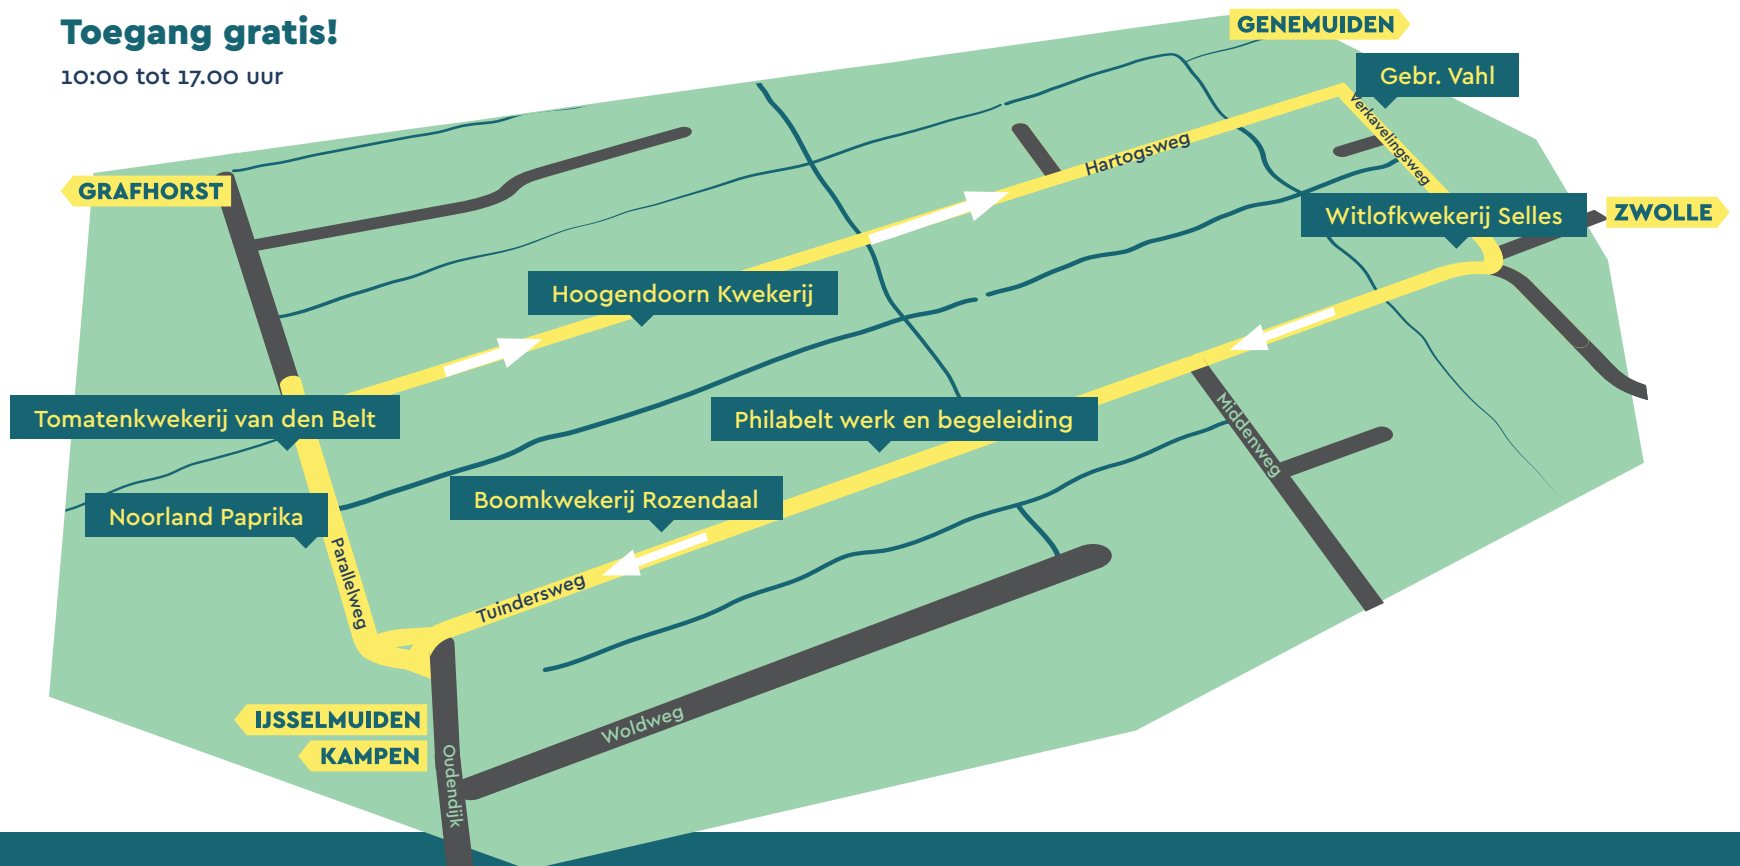 Toegang gratis!
10:00 tot 17.00 uur
GENEMUIDEN
Gebr. Vahl
Verkavelingsweg
Hartogsweg
GRAFHORST
Witlofkwekerij Selles
ZWOLLE
Hoogendoorn Kwekerij
Tomatenkwekerij van den Belt
Philabelt werk en begeleiding
Middenweg
Boomkwekerij Rozendaal
Noorland Paprika
Parallelweg
Tuindersweg
IJSSELMUIDEN
KAMPEN
Woldweg
Oudendijk